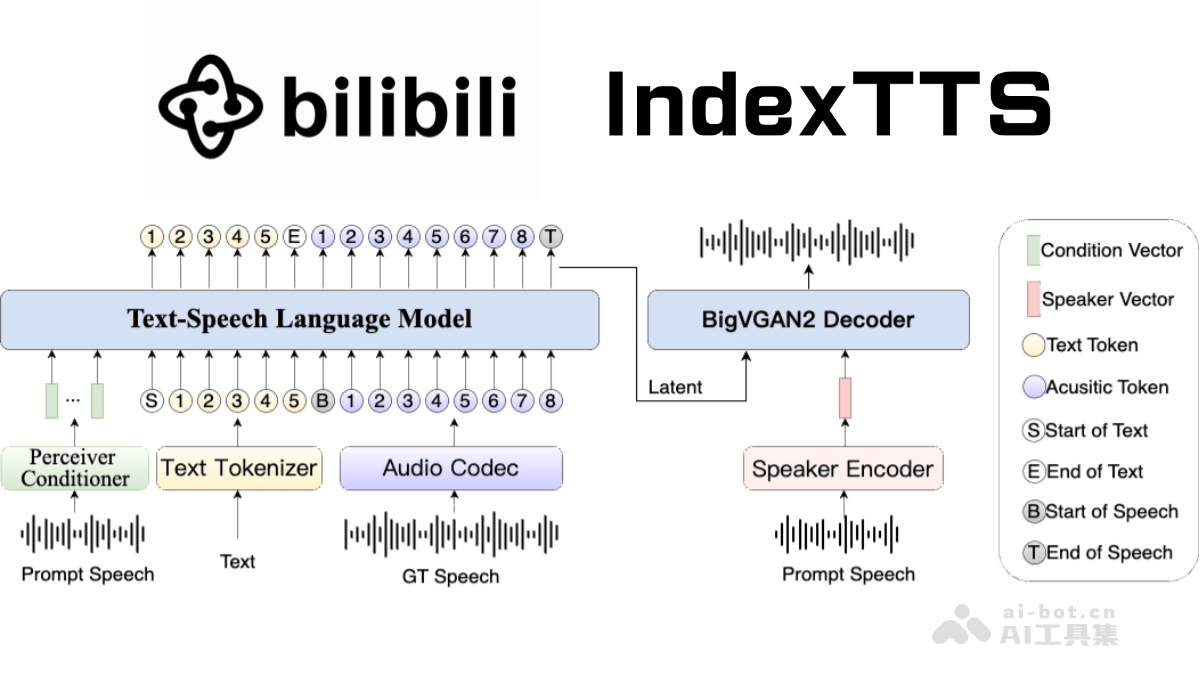 bilibili IndexTTS
1 2 3 4 5 E 1 2 3 4 5 6 7 8 T
Text-Speech Language Model
BigVGAN2 Decoder
Latent
...
S 1 2 3 4 5 B 1 2 3 4 5 6 7 8
Perceiver
Conditioner
Text Tokenizer
Audio Codec
Speaker Encoder
Prompt Speech
Text
GT Speech
Prompt Speech
Condition Vector
Speaker Vector
Text Token
Acusitic Token
S Start of Text
E End of Text
B Start of Speech
T End of Speech
ai-bot.cn
AI工具集